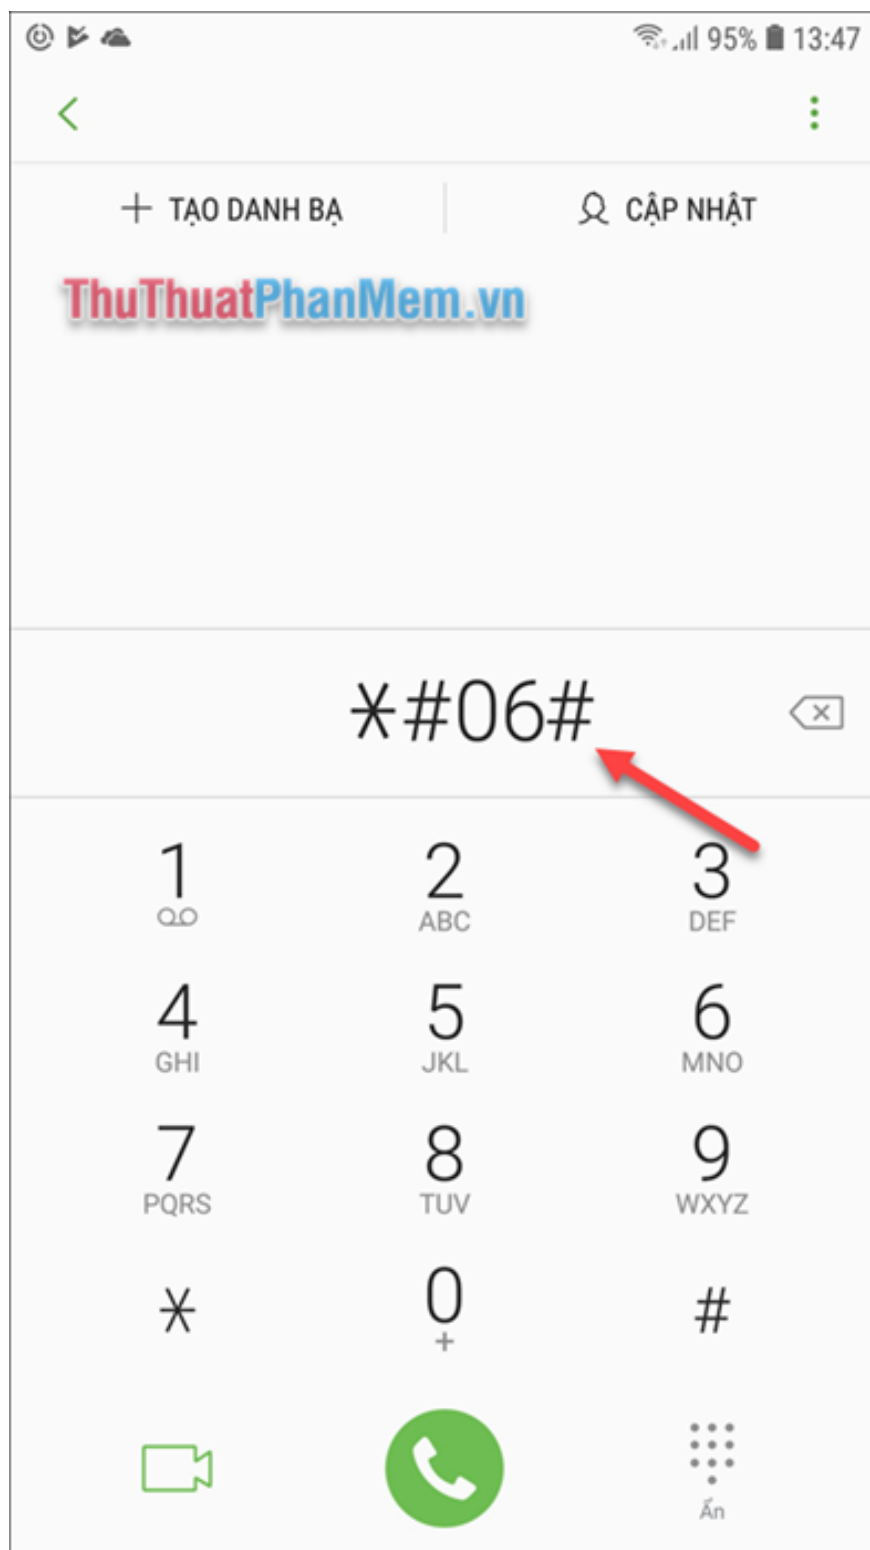 95% 13:47
+ TẠO DANH BẠ CẬP NHẬT
ThuThuatPhanMem.vn
*#06#
1 2 3
ABC DEF
4 5 6
GHI JKL MNO
7 8 9
PQRS TUV WXYZ
* 0 #
+
Ẩn